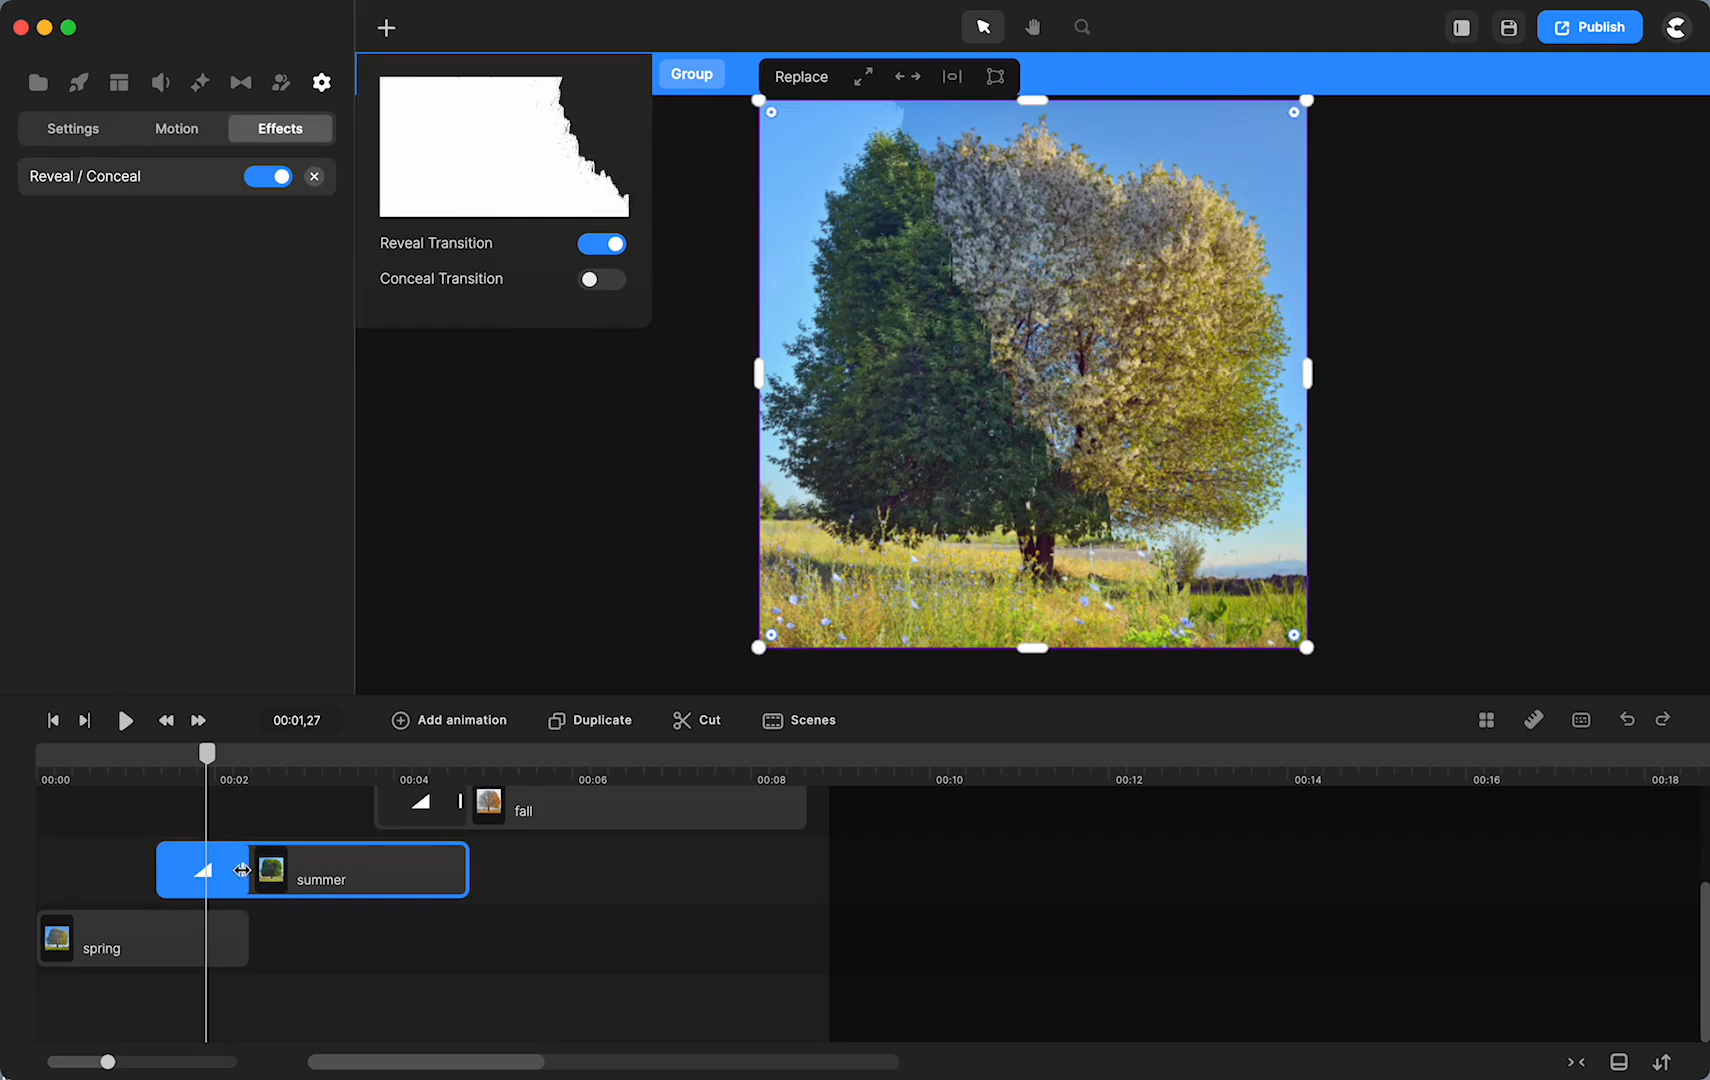 Publish
Group
Replace
Settings
Motion
Effects
Reveal / Conceal
Reveal Transition
Conceal Transition
00:01,27
Add animation
Duplicate
Cut
Scenes
00:00
00:02
00:04
00:06
00:08
00:10
00:12
00:14
00:16
00:18
fall
summer
spring